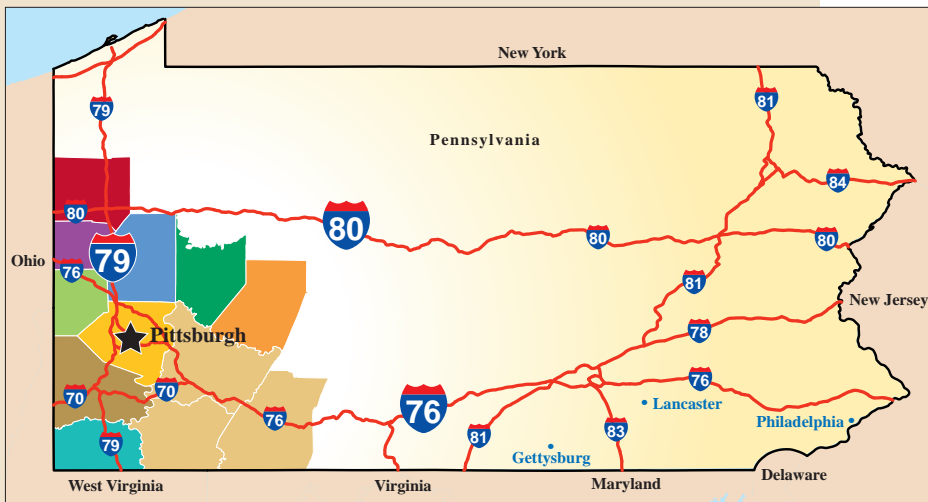 New York
79
81
Pennsylvania
84
80
80
80
80
79
Ohio
76
81
New Jersey
78
Pittsburgh
76
70
70
76
76
Lancaster
Philadelphia
79
81
83
Gettysburg
Delaware
West Virginia
Virginia
Maryland